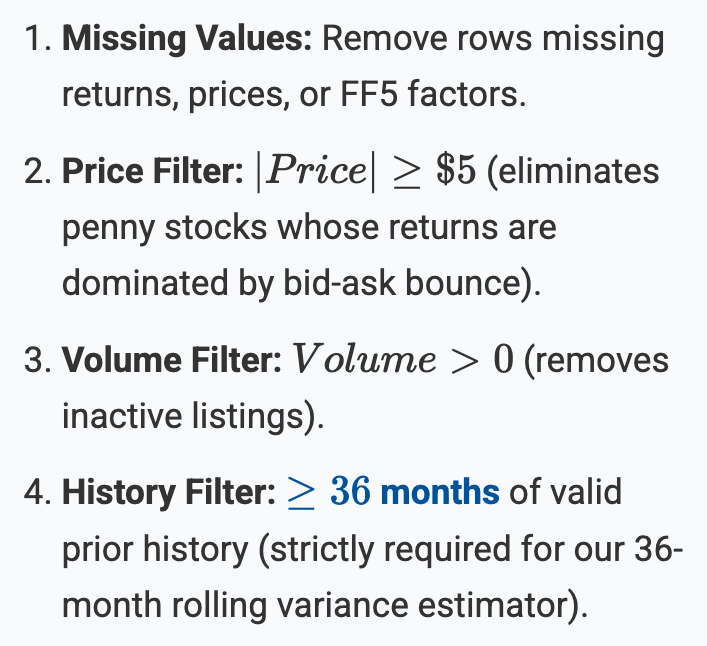 1. Missing Values: Remove rows missing
returns, prices, or FF5 factors.
2. Price Filter: |Price| ≥ $5 (eliminates
penny stocks whose returns are
dominated by bid-ask bounce).
3. Volume Filter: Volume > 0 (removes
inactive listings).
4. History Filter: ≥ 36 months of valid
prior history (strictly required for our 36-
month rolling variance estimator).